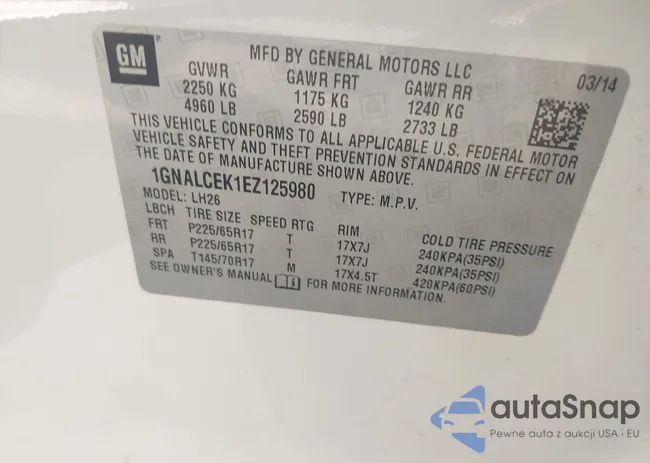 GM
MFD BY GENERAL MOTORS LLC
03/14
GVWR GAWR FRT GAWR RR
2250 KG 1175 KG 1240 KG
4960 LB 2590 LB 2733 LB
THIS VEHICLE CONFORMS TO ALL APPLICABLE U.S. FEDERAL MOTOR
VEHICLE SAFETY AND THEFT PREVENTION STANDARDS IN EFFECT ON
THE DATE OF MANUFACTURE SHOWN ABOVE.
1GNALCEK1EZ125980 TYPE: M.P.V.
MODEL: LH26
LBCH TIRE SIZE SPEED RTG RIM COLD TIRE PRESSURE
FRT P225/65R17 T 17X7J 240KPA(35PSI)
RR P225/65R17 T 17X7J 240KPA(35PSI)
SPA T145/70R17 M 17X4.5T 420KPA(60PSI)
SEE OWNER'S MANUAL FOR MORE INFORMATION.
autaSnap
Pewne auta z aukcji USA i EU